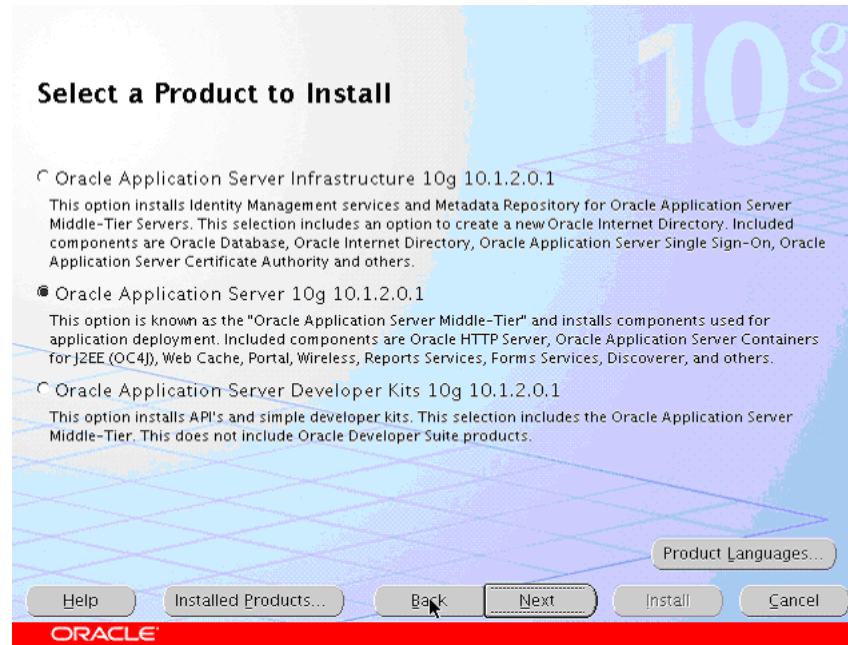 10g
Select a Product to Install
Oracle Application Server Infrastructure 10g 10.1.2.0.1
This option installs Identity Management services and Metadata Repository for Oracle Application Server
Middle-Tier Servers. This selection includes an option to create a new Oracle Internet Directory. Included
components are Oracle Database, Oracle Internet Directory, Oracle Application Server Single Sign-On, Oracle
Application Server Certificate Authority and others.
Oracle Application Server 10g 10.1.2.0.1
This option is known as the "Oracle Application Server Middle-Tier" and installs components used for
application deployment. Included components are Oracle HTTP Server, Oracle Application Server Containers
for J2EE (OC4J), Web Cache, Portal, Wireless, Reports Services, Forms Services, Discoverer, and others.
Oracle Application Server Developer Kits 10g 10.1.2.0.1
This option installs API's and simple developer kits. This selection includes the Oracle Application Server
Middle-Tier. This does not include Oracle Developer Suite products.
Product Languages...
Help Installed Products... Back Next Install Cancel
ORACLE